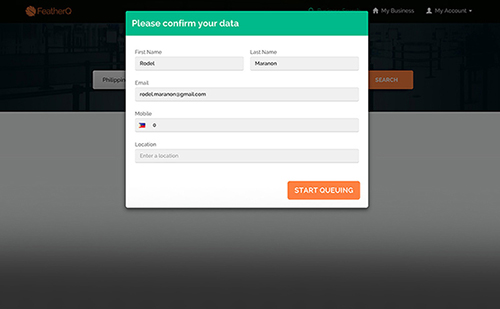 FeatherQ
My Business
My Account
Please confirm your data
First Name
Last Name
Rodel
Maranon
Email
rodel.maranon@gmail.com
Mobile
0
Philippin
SEARCH
Location
Enter a location
START QUEUING